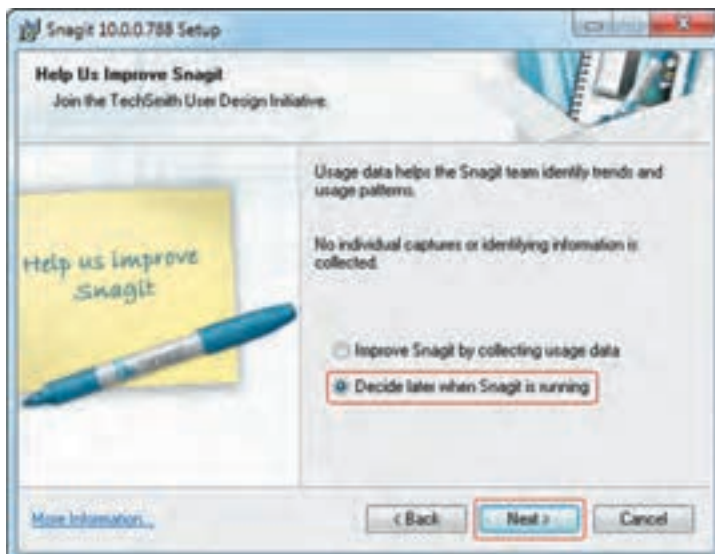 Snagit 10.0.0.788 Setup
Help Us Improve Snagit
Join the TechSmith User Design Initiative.
Usage data helps the Snagit team identify trends and
usage patterns.
No individual captures or identifying information is
collected.
Help us improve
Snagit
Improve Snagit by collecting usage data
Decide later when Snagit is running
More Information...
< Back
Next >
Cancel